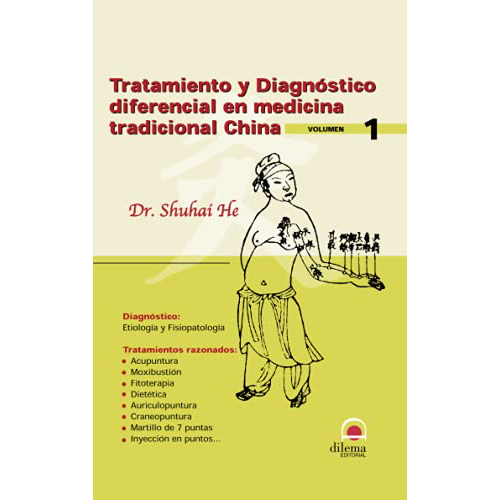 Tratamiento y Diagnóstico
diferencial en medicina
tradicional China VOLUMEN 1
Dr. Shuhai He
Diagnóstico:
Etiología y Fisiopatología
Tratamientos razonados:
• Acupuntura
• Moxibustión
• Fitoterapia
• Dietética
• Auriculopuntura
• Craneopuntura
• Martillo de 7 puntas
• Inyección en puntos...
dilema
EDITORIAL